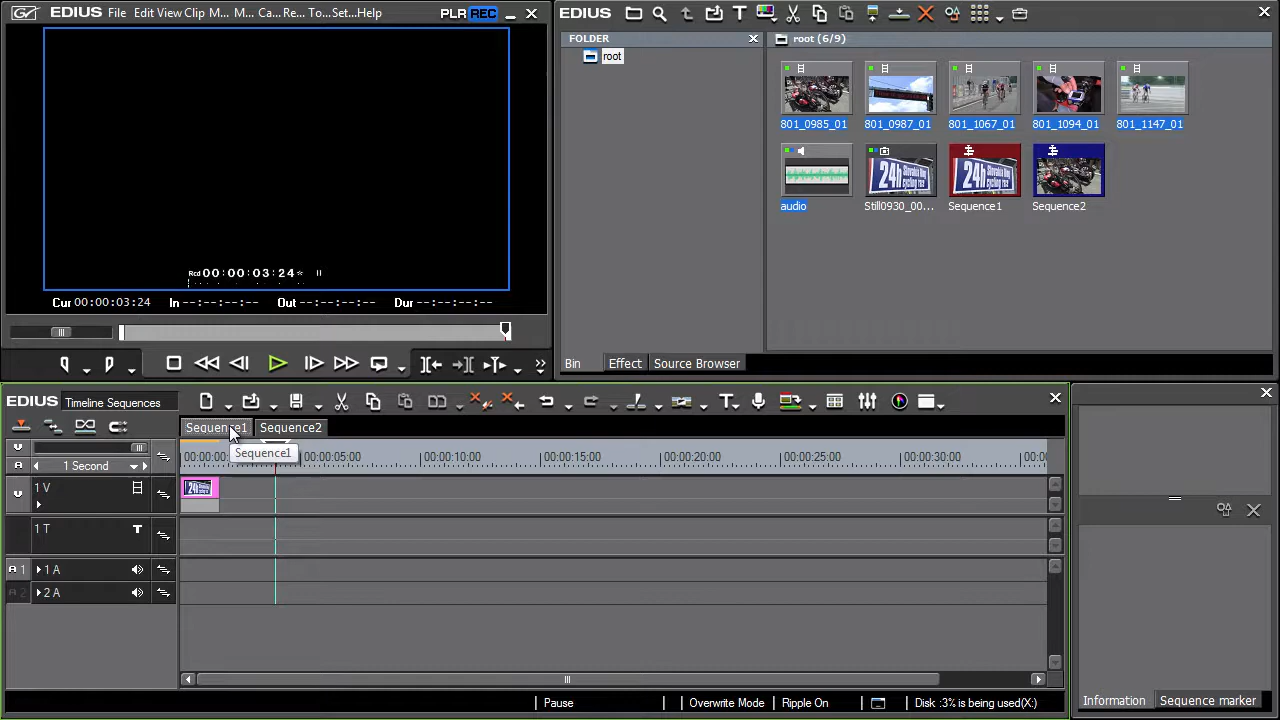 EDIUS File Edit View Clip M... M... Ca... Re... To... Set... Help
PLR REC
Rcd 00:00:03:24* II
Cur 00:00:03:24 In --:--:--:-- Out --:--:--:-- Dur --:--:--:--
EDIUS
FOLDER
root
root (6/9)
801_0985_01 801_0987_01 801_1067_01 801_1094_01 801_1147_01
audio Still0930_00... Sequence1 Sequence2
Bin Effect Source Browser
EDIUS Timeline Sequences
Sequence1 Sequence2
Sequence1
1 Second
00:00:00:0 00:00:05:00 00:00:10:00 00:00:15:00 00:00:20:00 00:00:25:00 00:00:30:00 00:00
1 V
1 T T
A 1 1 A
A 2 2 A
Pause Overwrite Mode Ripple On Disk :3% is being used(X:)
Information Sequence marker